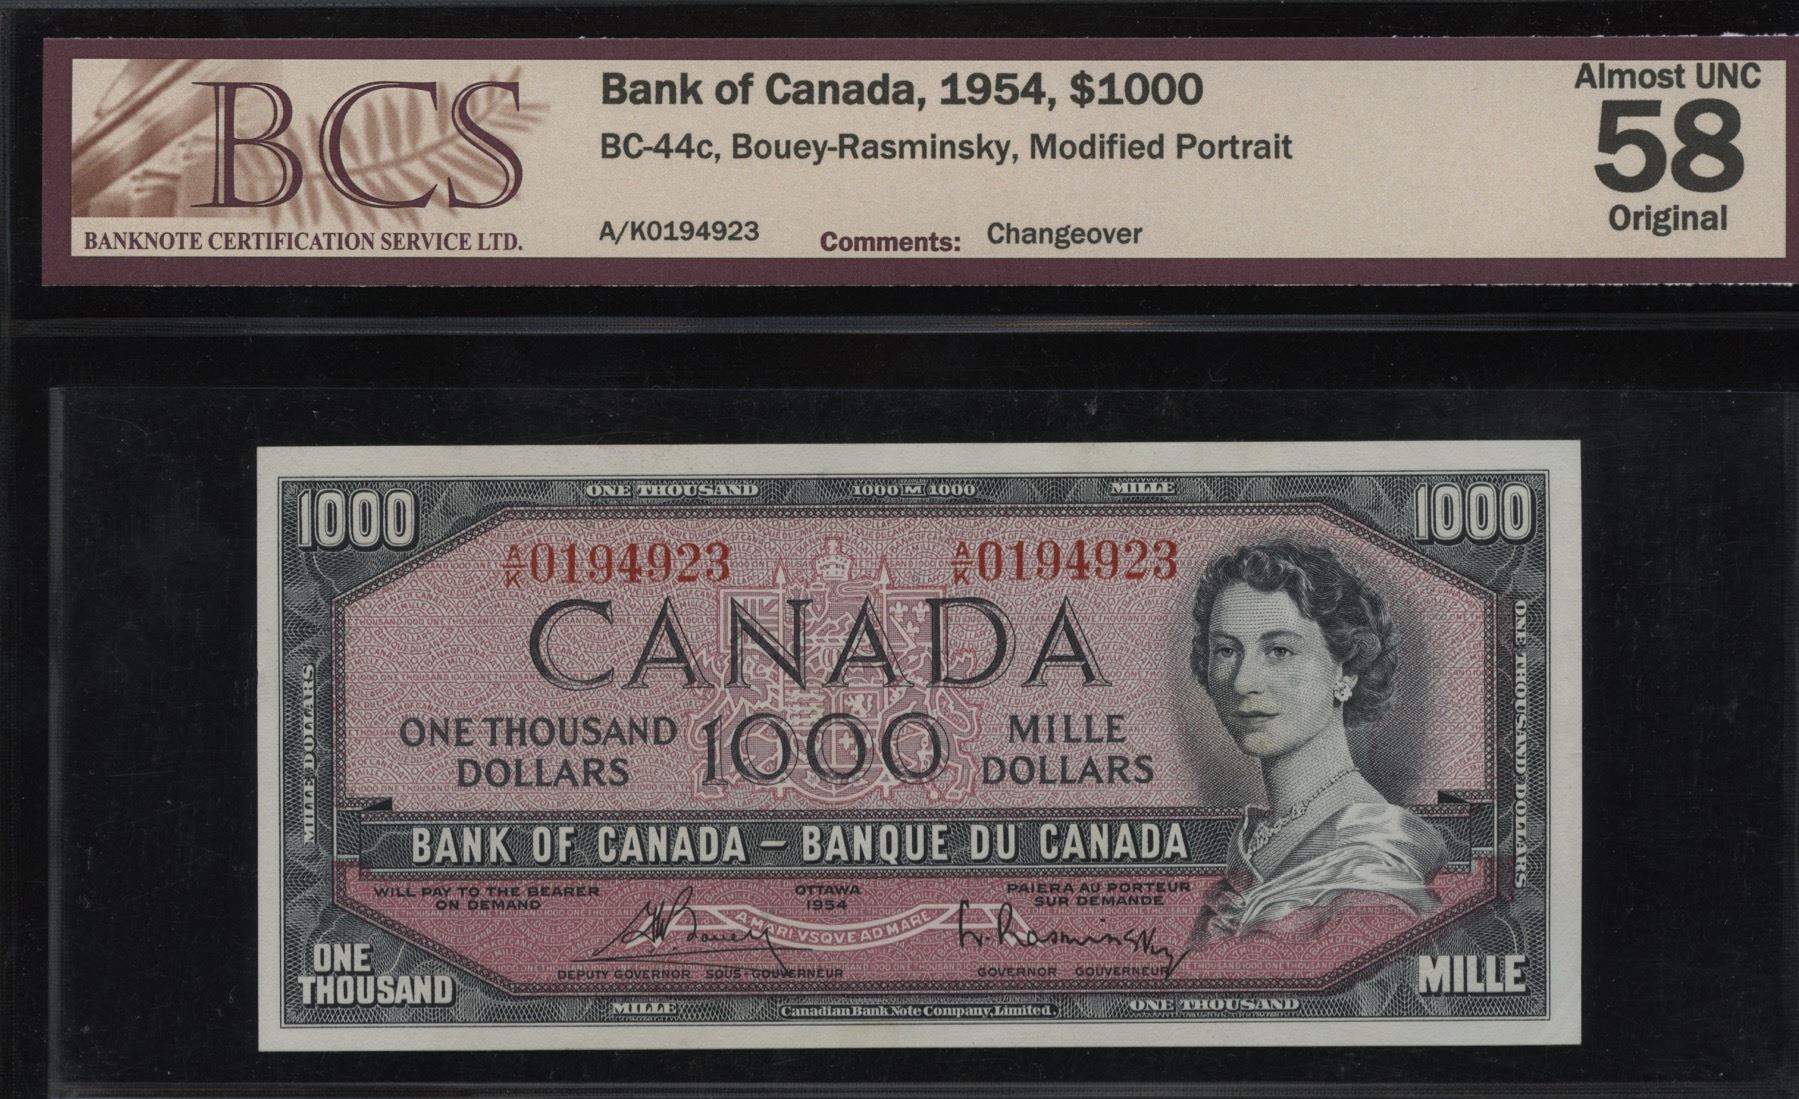 BCS
BANKNOTE CERTIFICATION SERVICE LTD.
Bank of Canada, 1954, $1000
BC-44c, Bouey-Rasminsky, Modified Portrait
A/K0194923 Comments: Changeover
Almost UNC
58
Original
1000 ONE THOUSAND 1000 M 1000 MILLE 1000
A/K 0194923 A/K 0194923
CANADA
ONE THOUSAND DOLLARS 1000 MILLE DOLLARS
MILLE DOLLARS
ONE THOUSAND DOLLARS
BANK OF CANADA – BANQUE DU CANADA
WILL PAY TO THE BEARER ON DEMAND
OTTAWA
1954
PAIERA AU PORTEUR SUR DEMANDE
A MARI VSQVE AD MARE
L. Rasminsky
DEPUTY GOVERNOR SOUS-GOUVERNEUR
GOVERNOR GOUVERNEUR
ONE THOUSAND
MILLE
MILLE Canadian Bank Note Company, Limited. ONE THOUSAND